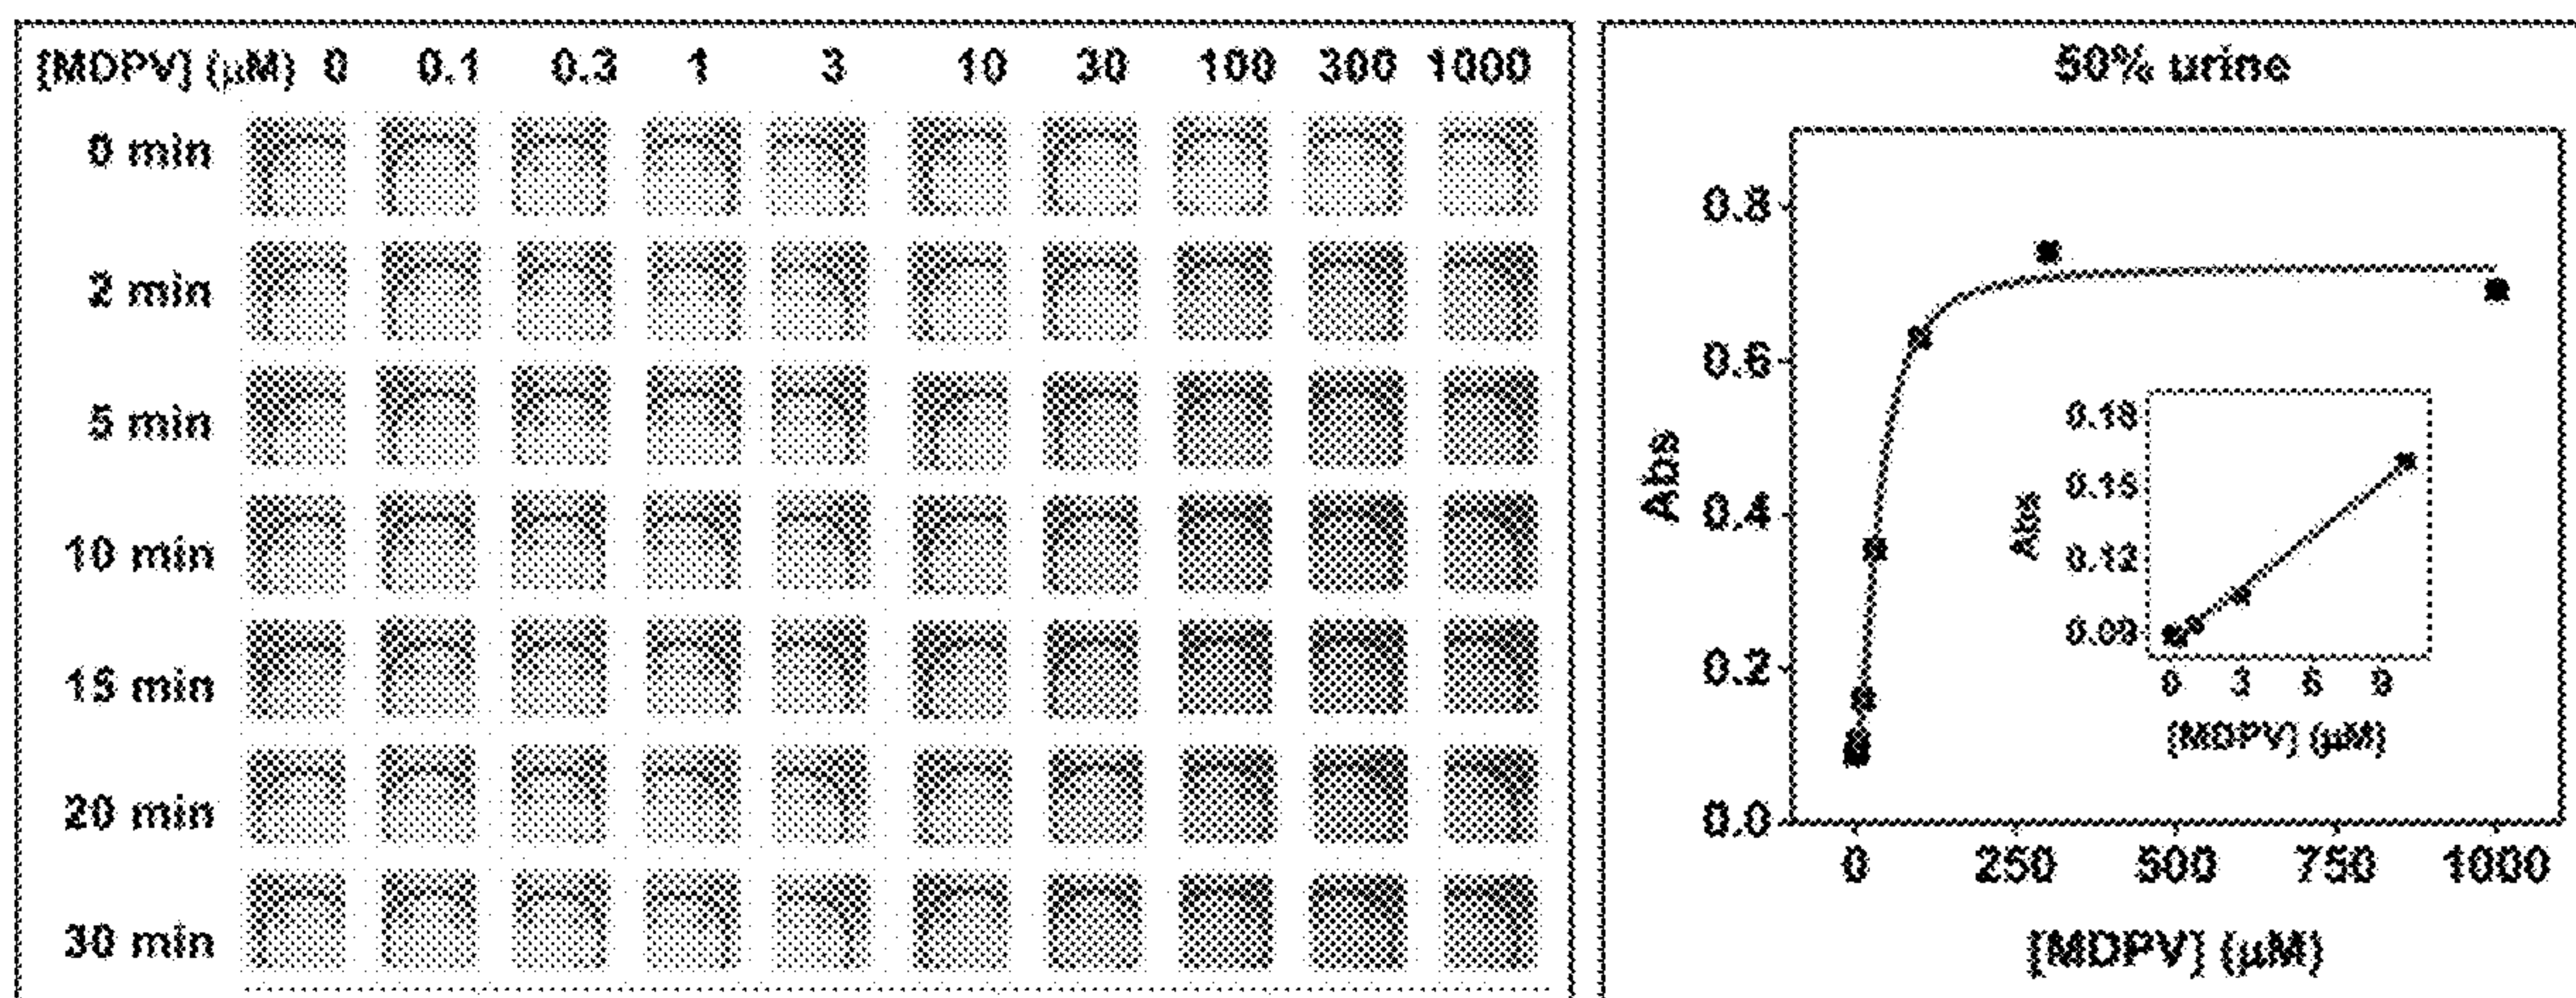 [MDPV] (µM) 0 0.1 0.3 1 3 10 30 100 300 1000
0 min
2 min
5 min
10 min
15 min
20 min
30 min
50% urine
0.8
0.6
0.4
0.2
0.0
Abs
0 250 500 750 1000
[MDPV] (µM)
0.18
0.15
0.12
0.09
Abs
0 3 6 9
[MDPV] (µM)